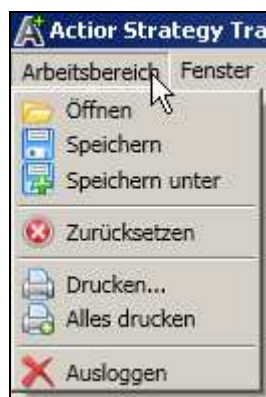 Actior Strategy Tra
Arbeitsbereich Fenster
Öffnen
Speichern
Speichern unter
Zurücksetzen
Drucken...
Alles drucken
Ausloggen